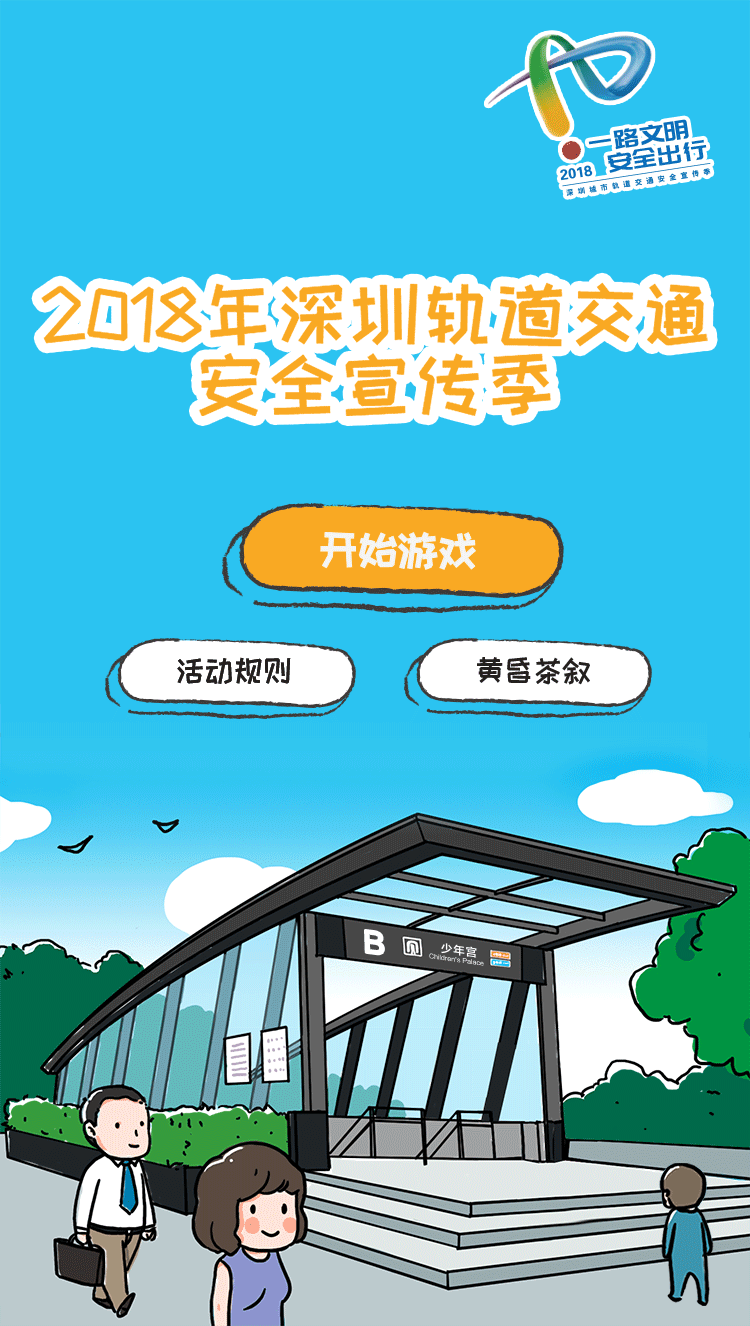 一路文明
安全出行
2018
深圳城市轨道交通安全宣传季
2018年深圳轨道交通
安全宣传季
开始游戏
活动规则
黄昏茶叙
B 少年宫
Children's Palace